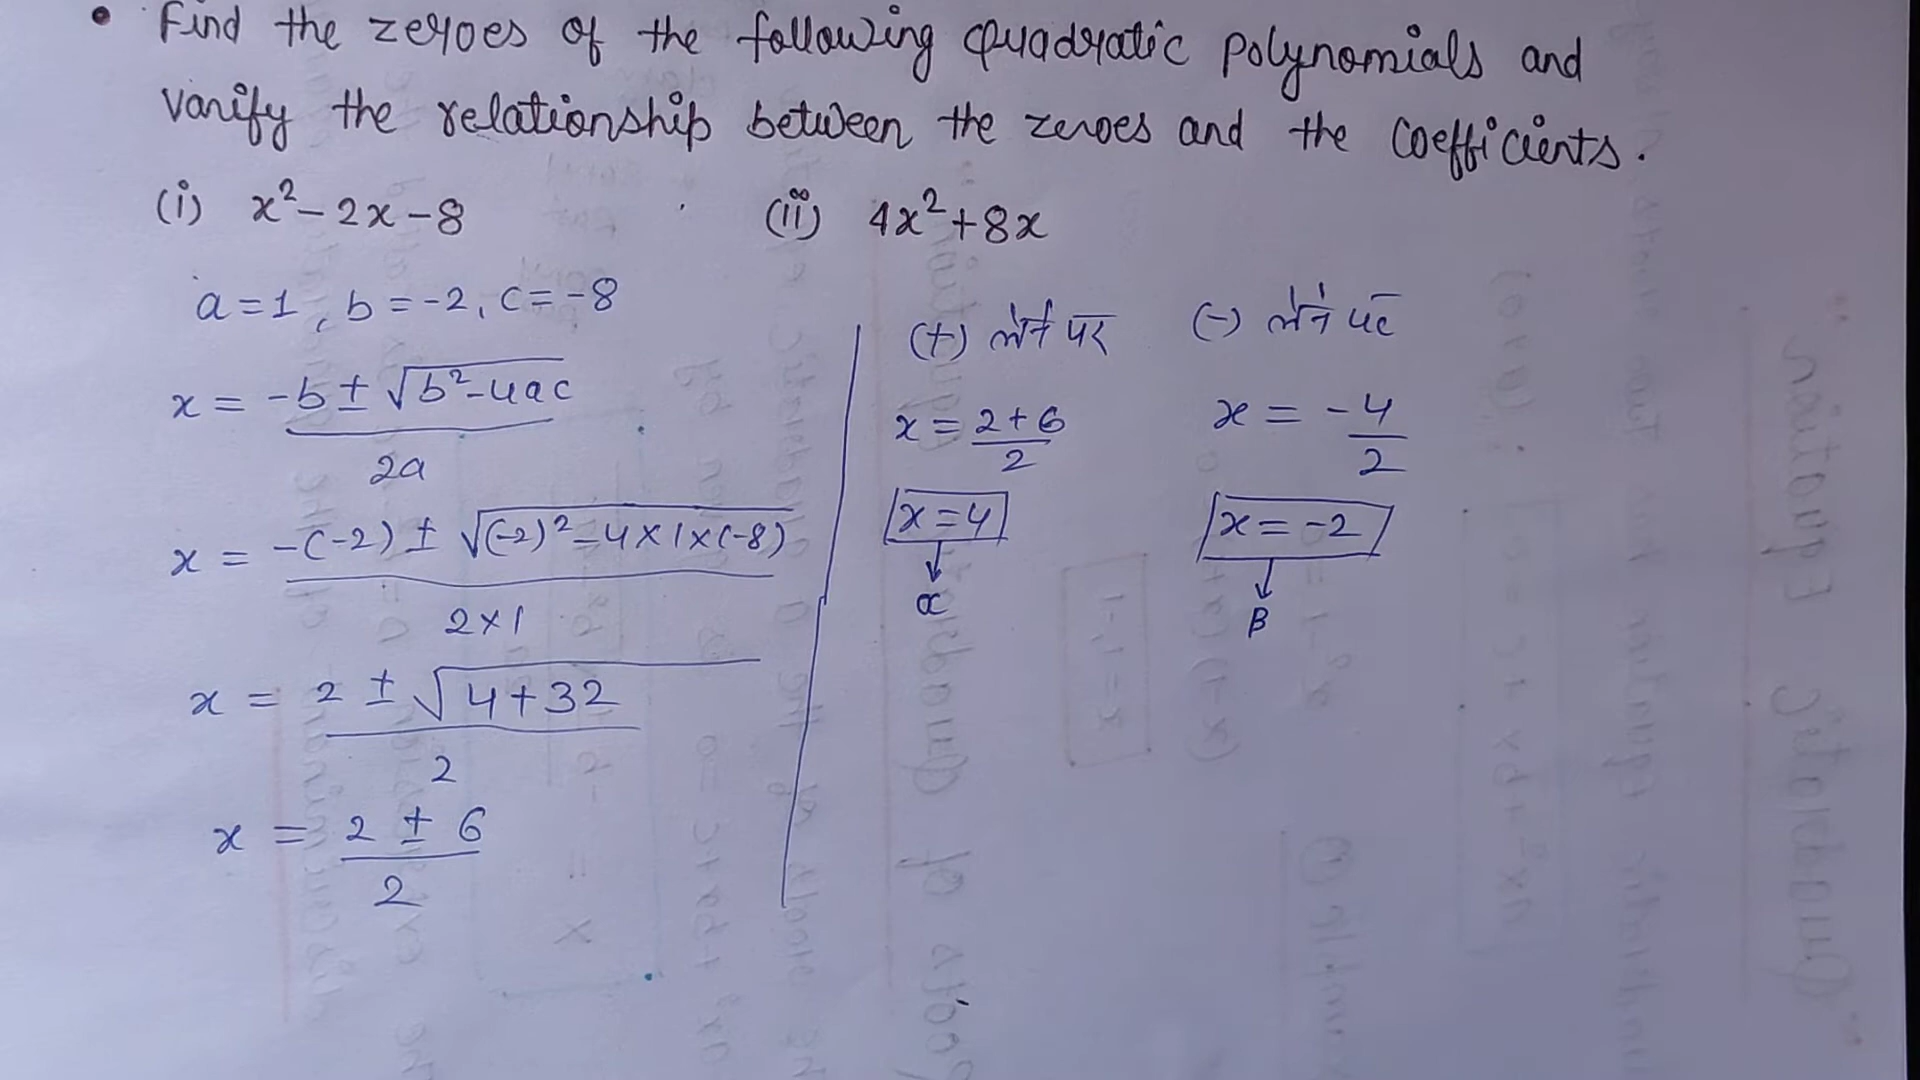 • Find the zeroes of the following quadratic polynomials and
varify the relationship between the zeroes and the coefficients.
(i) x² - 2x - 8 (ii) 4x² + 8x
a = 1, b = -2, c = -8
x = -b ± √b² - 4ac
2a
x = -(-2) ± √(-2)² - 4 × 1 × (-8)
2 × 1
x = 2 ± √4 + 32
2
x = 2 ± 6
2
(+) लेने पर
x = 2 + 6
2
x = 4
α
(-) लेने पर
x = -4
2
x = -2
β